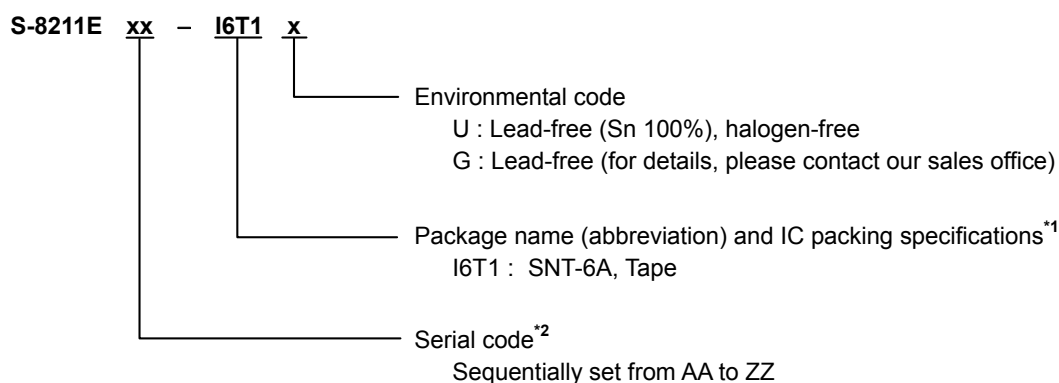 S-8211E xx – I6T1 x
Environmental code
U : Lead-free (Sn 100%), halogen-free
G : Lead-free (for details, please contact our sales office)
Package name (abbreviation) and IC packing specifications*1
I6T1 : SNT-6A, Tape
Serial code*2
Sequentially set from AA to ZZ